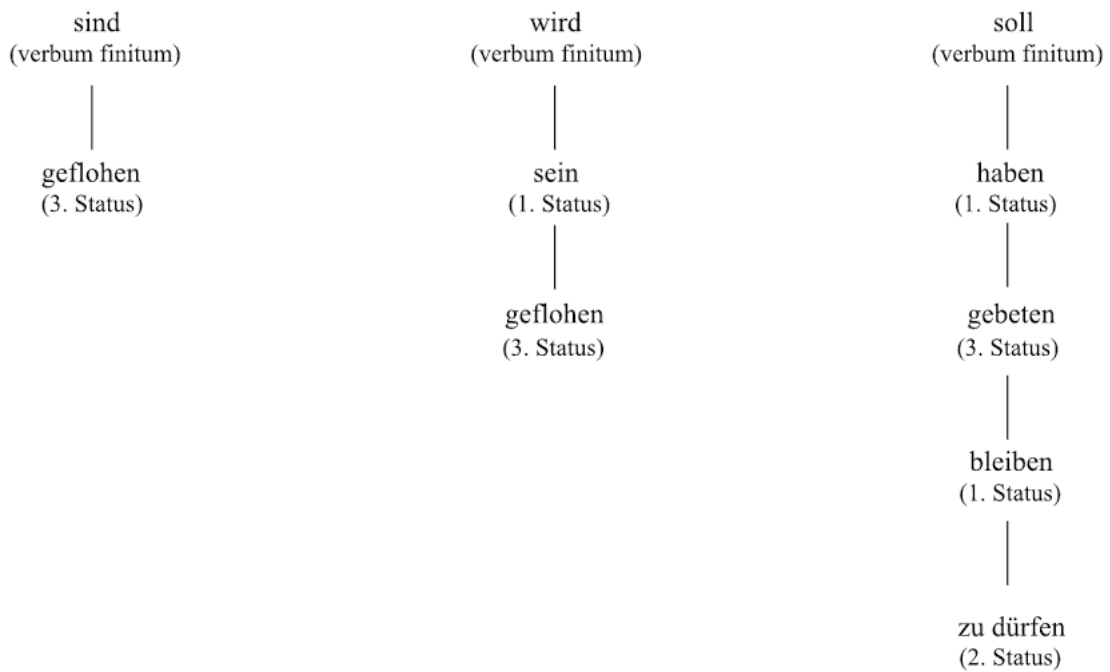 sind
(verbum finitum)
geflohen
(3. Status)
wird
(verbum finitum)
sein
(1. Status)
geflohen
(3. Status)
soll
(verbum finitum)
haben
(1. Status)
gebeten
(3. Status)
bleiben
(1. Status)
zu dürfen
(2. Status)